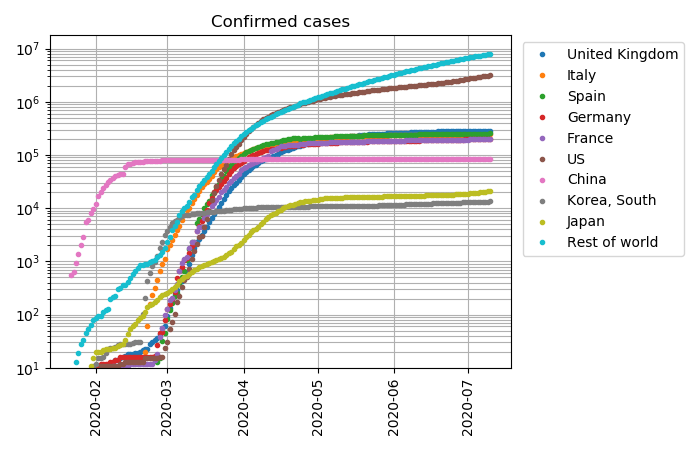 Confirmed cases
10⁷
10⁶
10⁵
10⁴
10³
10²
10¹
2020-02
2020-03
2020-04
2020-05
2020-06
2020-07
United Kingdom
Italy
Spain
Germany
France
US
China
Korea, South
Japan
Rest of world